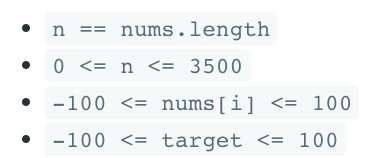 n == nums.length
0 <= n <= 3500
-100 <= nums[i] <= 100
-100 <= target <= 100